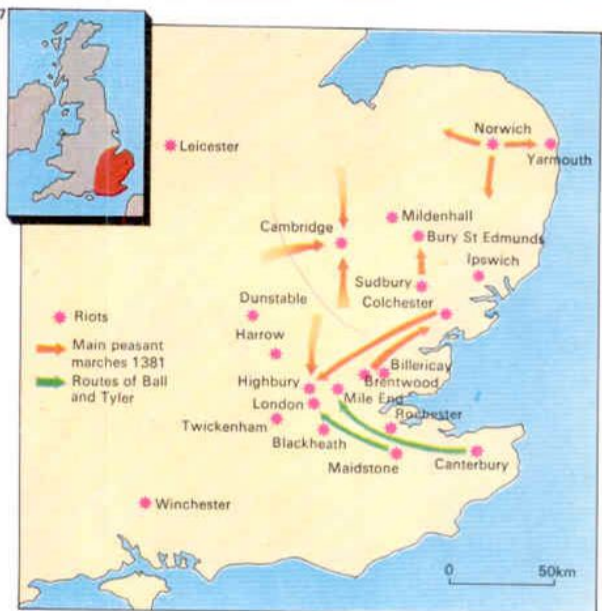 7
Norwich
Yarmouth
Leicester
Mildenhall
Cambridge
Bury St Edmunds
Ipswich
Sudbury
Colchester
Dunstable
Riots
Harrow
Main peasant
marches 1381
Billericay
Brentwood
Routes of Ball
and Tyler
Highbury
Mile End
London
Rochester
Twickenham
Blackheath
Maidstone
Canterbury
Winchester
0
50km